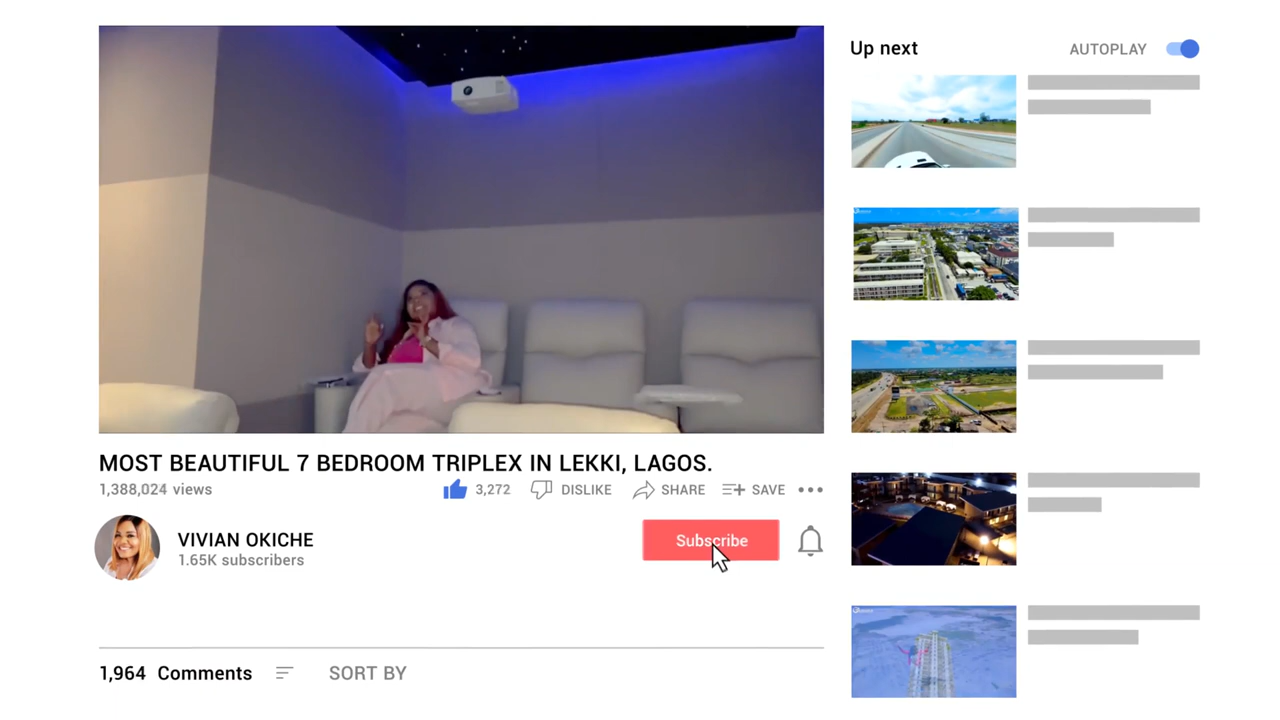 MOST BEAUTIFUL 7 BEDROOM TRIPLEX IN LEKKI, LAGOS.
1,388,024 views
3,272 DISLIKE SHARE SAVE
VIVIAN OKICHE
1.65K subscribers
Subscribe
1,964 Comments SORT BY
Up next AUTOPLAY